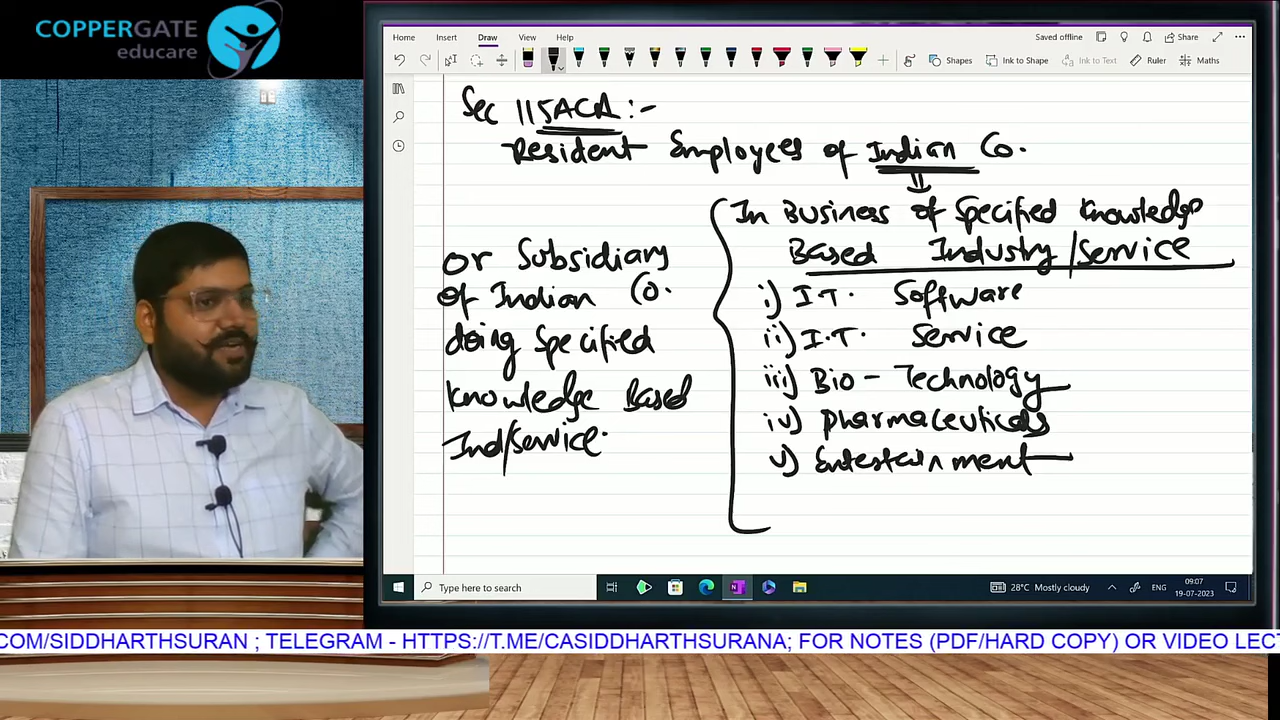 COPPERGATE
educare
Home Insert Draw View Help
Saved offline
Share
Shapes
Ink to Shape
Ink to Text
Ruler
Maths
Sec 115ACA:-
Resident Employees of Indian Co.
In Business of Specified Knowledge
Based Industry/Service
i) I.T. Software
ii) I.T. Service
iii) Bio-Technology
iv) Pharmaceuticals
v) Entertainment
or Subsidiary
of Indian Co.
doing Specified
Knowledge Based
Ind/Service.
Type here to search
28°C Mostly cloudy
ENG
09:07
19-07-2023
COM/SIDDHARTHSURAN ; TELEGRAM - HTTPS://T.ME/CASIDDHARTHSURANA; FOR NOTES (PDF/HARD COPY) OR VIDEO LECT